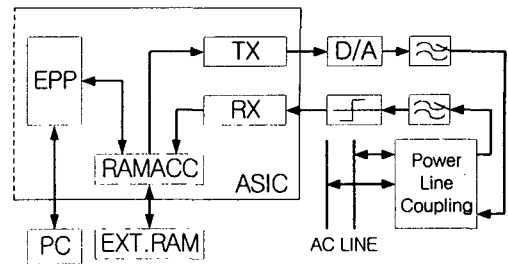 TX
D/A
EPP
RX
RAMACC
ASIC
Power
Line
Coupling
PC
EXT.RAM
AC LINE